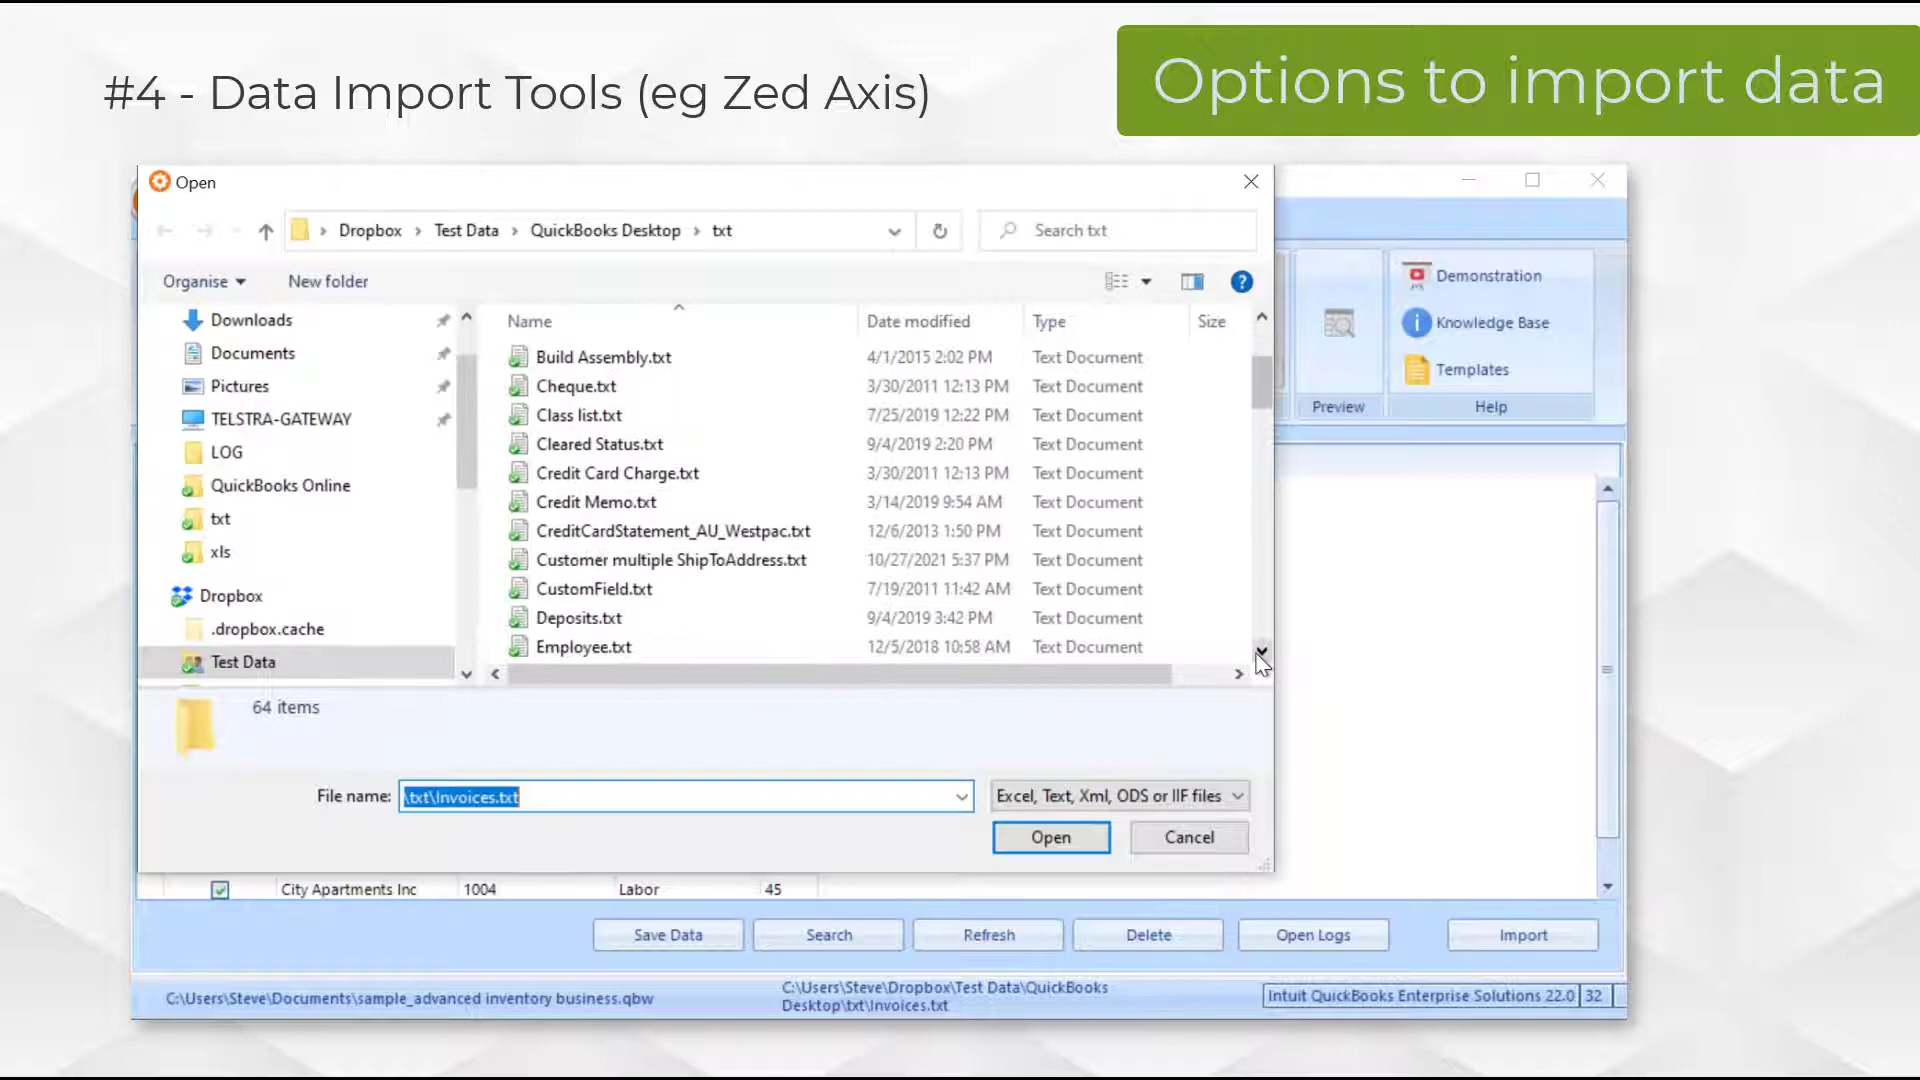 #4 - Data Import Tools (eg Zed Axis)
Options to import data
Open
Dropbox > Test Data > QuickBooks Desktop > txt
Search txt
Organise
New folder
Downloads
Documents
Pictures
TELSTRA-GATEWAY
LOG
QuickBooks Online
txt
xls
Dropbox
.dropbox.cache
Test Data
Name Date modified Type Size
Build Assembly.txt 4/1/2015 2:02 PM Text Document
Cheque.txt 3/30/2011 12:13 PM Text Document
Class list.txt 7/25/2019 12:22 PM Text Document
Cleared Status.txt 9/4/2019 2:20 PM Text Document
Credit Card Charge.txt 3/30/2011 12:13 PM Text Document
Credit Memo.txt 3/14/2019 9:54 AM Text Document
CreditCardStatement_AU_Westpac.txt 12/6/2013 1:50 PM Text Document
Customer multiple ShipToAddress.txt 10/27/2021 5:37 PM Text Document
CustomField.txt 7/19/2011 11:42 AM Text Document
Deposits.txt 9/4/2019 3:42 PM Text Document
Employee.txt 12/5/2018 10:58 AM Text Document
64 items
File name: \txt\Invoices.txt
Excel, Text, Xml, ODS or IIF files
Open
Cancel
Demonstration
Knowledge Base
Templates
Preview
Help
City Apartments Inc 1004 Labor 45
Save Data
Search
Refresh
Delete
Open Logs
Import
C:\Users\Steve\Documents\sample_advanced inventory business.qbw
C:\Users\Steve\Dropbox\Test Data\QuickBooks
Desktop\txt\Invoices.txt
Intuit QuickBooks Enterprise Solutions 22.0 32